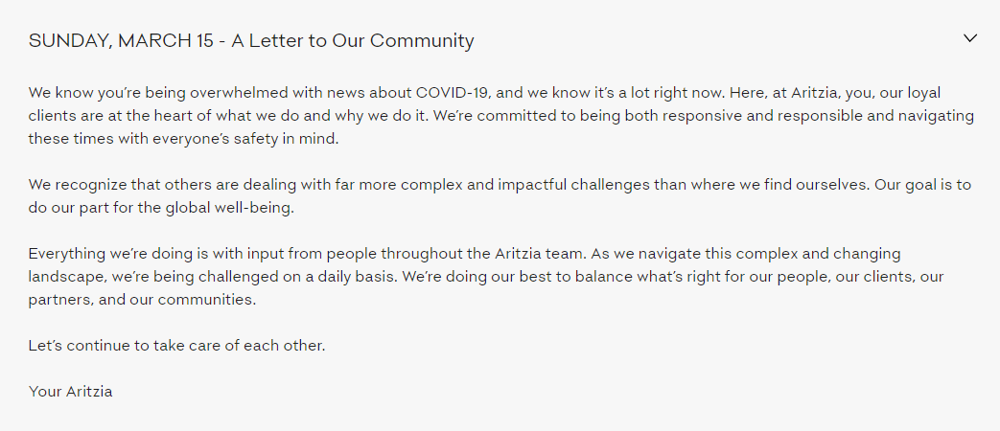 SUNDAY, MARCH 15 - A Letter to Our Community
We know you’re being overwhelmed with news about COVID-19, and we know it’s a lot right now. Here, at Aritzia, you, our loyal
clients are at the heart of what we do and why we do it. We’re committed to being both responsive and responsible and navigating
these times with everyone’s safety in mind.
We recognize that others are dealing with far more complex and impactful challenges than where we find ourselves. Our goal is to
do our part for the global well-being.
Everything we’re doing is with input from people throughout the Aritzia team. As we navigate this complex and changing
landscape, we’re being challenged on a daily basis. We’re doing our best to balance what’s right for our people, our clients, our
partners, and our communities.
Let’s continue to take care of each other.
Your Aritzia